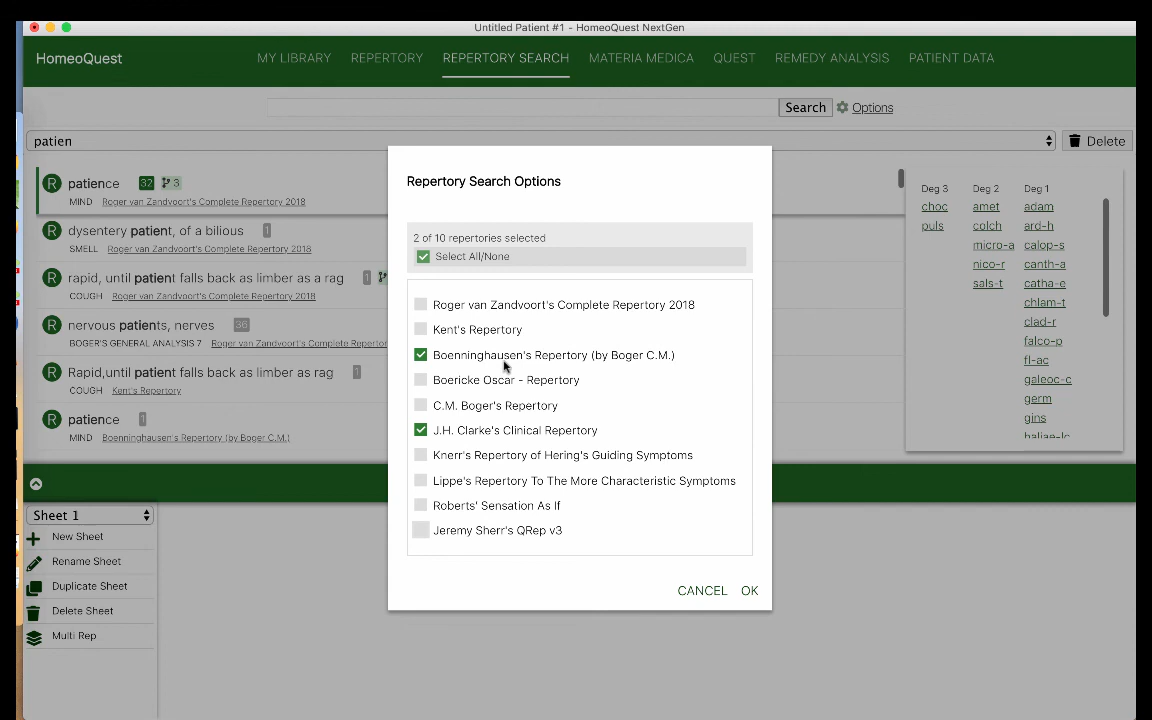 Untitled Patient #1 - HomeoQuest NextGen
HomeoQuest MY LIBRARY REPERTORY REPERTORY SEARCH MATERIA MEDICA QUEST REMEDY ANALYSIS PATIENT DATA
Search Options
patien Delete
R patience 32 3
MIND Roger van Zandvoort's Complete Repertory 2018
R dysentery patient, of a bilious 1
SMELL Roger van Zandvoort's Complete Repertory 2018
R rapid, until patient falls back as limber as a rag 1
COUGH Roger van Zandvoort's Complete Repertory 2018
R nervous patients, nerves 36
BOGER'S GENERAL ANALYSIS 7 Roger van Zandvoort's Complete Repertor
R Rapid,until patient falls back as limber as rag 1
COUGH Kent's Repertory
R patience 1
MIND Boenninghausen's Repertory (by Boger C.M.)
Repertory Search Options
2 of 10 repertories selected
Select All/None
Roger van Zandvoort's Complete Repertory 2018
Kent's Repertory
Boenninghausen's Repertory (by Boger C.M.)
Boericke Oscar - Repertory
C.M. Boger's Repertory
J.H. Clarke's Clinical Repertory
Knerr's Repertory of Hering's Guiding Symptoms
Lippe's Repertory To The More Characteristic Symptoms
Roberts' Sensation As If
Jeremy Sherr's QRep v3
CANCEL OK
Deg 3 Deg 2 Deg 1
choc amet adam
puls colch ard-h
micro-a calop-s
nico-r canth-a
sals-t catha-e
chlam-t
clad-r
falco-p
fl-ac
galeoc-c
germ
gins
haliae-lc
Sheet 1
New Sheet
Rename Sheet
Duplicate Sheet
Delete Sheet
Multi Rep